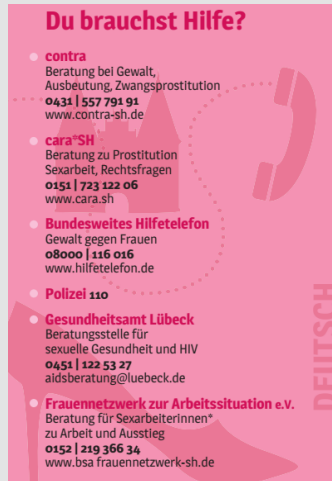 Du brauchst Hilfe?
contra
Beratung bei Gewalt,
Ausbeutung, Zwangsprostitution
0431 | 557 791 91
www.contra-sh.de
cara*SH
Beratung zu Prostitution
Sexarbeit, Rechtsfragen
0151 | 723 122 06
www.cara.sh
Bundesweites Hilfetelefon
Gewalt gegen Frauen
08000 | 116 016
www.hilfetelefon.de
Polizei 110
Gesundheitsamt Lübeck
Beratungsstelle für
sexuelle Gesundheit und HIV
0451 | 122 53 27
aidsberatung@luebeck.de
Frauennetzwerk zur Arbeitssituation e.V.
Beratung für Sexarbeiterinnen*
zu Arbeit und Ausstieg
0152 | 219 366 34
www.bsa frauennetzwerk-sh.de
DEUTSCH